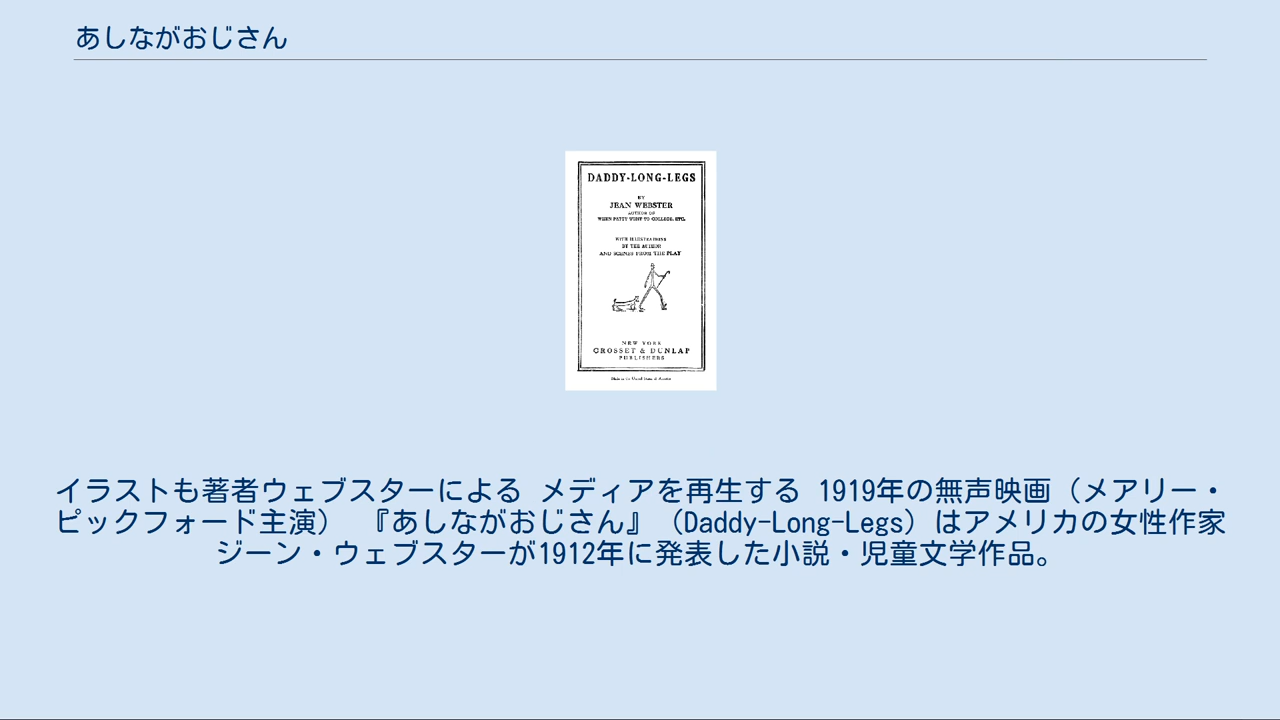 あしながおじさん
DADDY-LONG-LEGS
BY
JEAN WEBSTER
AUTHOR OF
WHEN PATTY WENT TO COLLEGE, ETC.
WITH ILLUSTRATIONS
BY THE AUTHOR
AND SCENES FROM THE PLAY
NEW YORK
GROSSET & DUNLAP
PUBLISHERS
Made in the United States of America
イラストも著者ウェブスターによる メディアを再生する 1919年の無声映画（メアリー・
ピックフォード主演） 『あしながおじさん』（Daddy-Long-Legs）はアメリカの女性作家
ジーン・ウェブスターが1912年に発表した小説・児童文学作品。